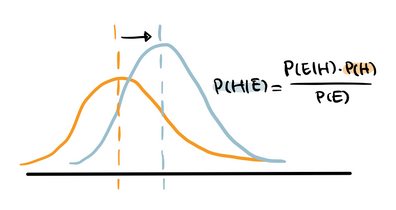 P(H|E) = P(E|H) · P(H) / P(E)